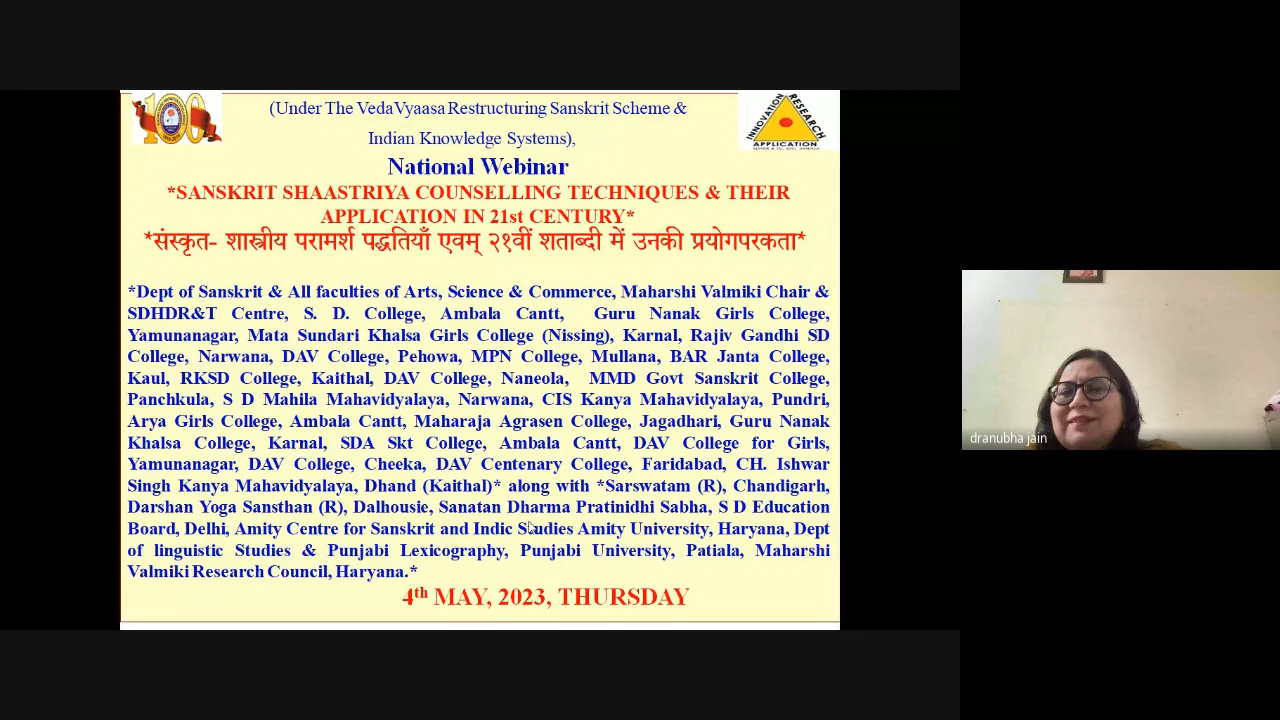 100
INNOVATION RESEARCH
APPLICATION
(Under The VedaVyaasa Restructuring Sanskrit Scheme &
Indian Knowledge Systems),
National Webinar
*SANSKRIT SHAASTRIYA COUNSELLING TECHNIQUES & THEIR
APPLICATION IN 21st CENTURY*
*संस्कृत- शास्त्रीय परामर्श पद्धतियाँ एवम् २१वीं शताब्दी में उनकी प्रयोगपरकता*
*Dept of Sanskrit & All faculties of Arts, Science & Commerce, Maharshi Valmiki Chair &
SDHDR&T Centre, S. D. College, Ambala Cantt, Guru Nanak Girls College,
Yamunanagar, Mata Sundari Khalsa Girls College (Nissing), Karnal, Rajiv Gandhi SD
College, Narwana, DAV College, Pehowa, MPN College, Mullana, BAR Janta College,
Kaul, RKSD College, Kaithal, DAV College, Naneola, MMD Govt Sanskrit College,
Panchkula, S D Mahila Mahavidyalaya, Narwana, CIS Kanya Mahavidyalaya, Pundri,
Arya Girls College, Ambala Cantt, Maharaja Agrasen College, Jagadhari, Guru Nanak
Khalsa College, Karnal, SDA Skt College, Ambala Cantt, DAV College for Girls,
Yamunanagar, DAV College, Cheeka, DAV Centenary College, Faridabad, CH. Ishwar
Singh Kanya Mahavidyalaya, Dhand (Kaithal)* along with *Sarswatam (R), Chandigarh,
Darshan Yoga Sansthan (R), Dalhousie, Sanatan Dharma Pratinidhi Sabha, S D Education
Board, Delhi, Amity Centre for Sanskrit and Indic Studies Amity University, Haryana, Dept
of linguistic Studies & Punjabi Lexicography, Punjabi University, Patiala, Maharshi
Valmiki Research Council, Haryana.*
4th MAY, 2023, THURSDAY
dranubha jain